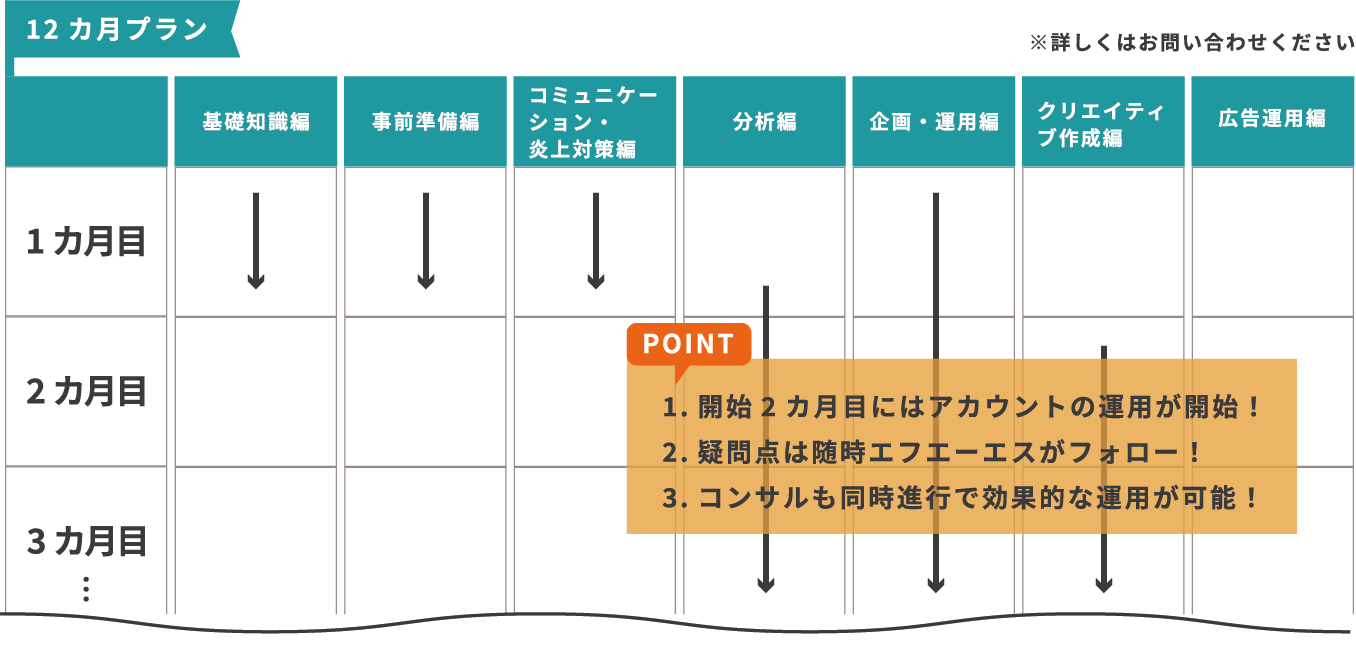 12カ月プラン
※詳しくはお問い合わせください
基礎知識編
事前準備編
コミュニケー
ション・
炎上対策編
分析編
企画・運用編
クリエイティ
ブ作成編
広告運用編
1カ月目
2カ月目
3カ月目
⋮
POINT
1. 開始2カ月目にはアカウントの運用が開始！
2. 疑問点は随時エフエーエスがフォロー！
3. コンサルも同時進行で効果的な運用が可能！